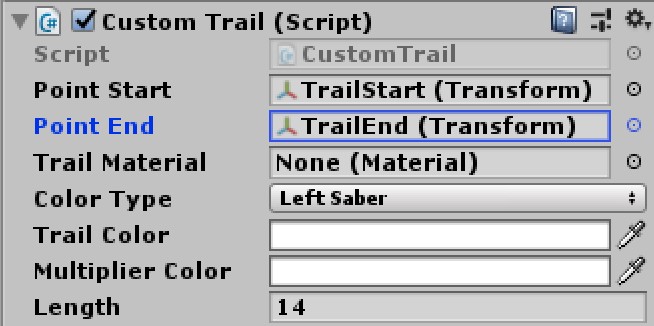 Custom Trail (Script)
Script CustomTrail
Point Start TrailStart (Transform)
Point End TrailEnd (Transform)
Trail Material None (Material)
Color Type Left Saber
Trail Color
Multiplier Color
Length 14